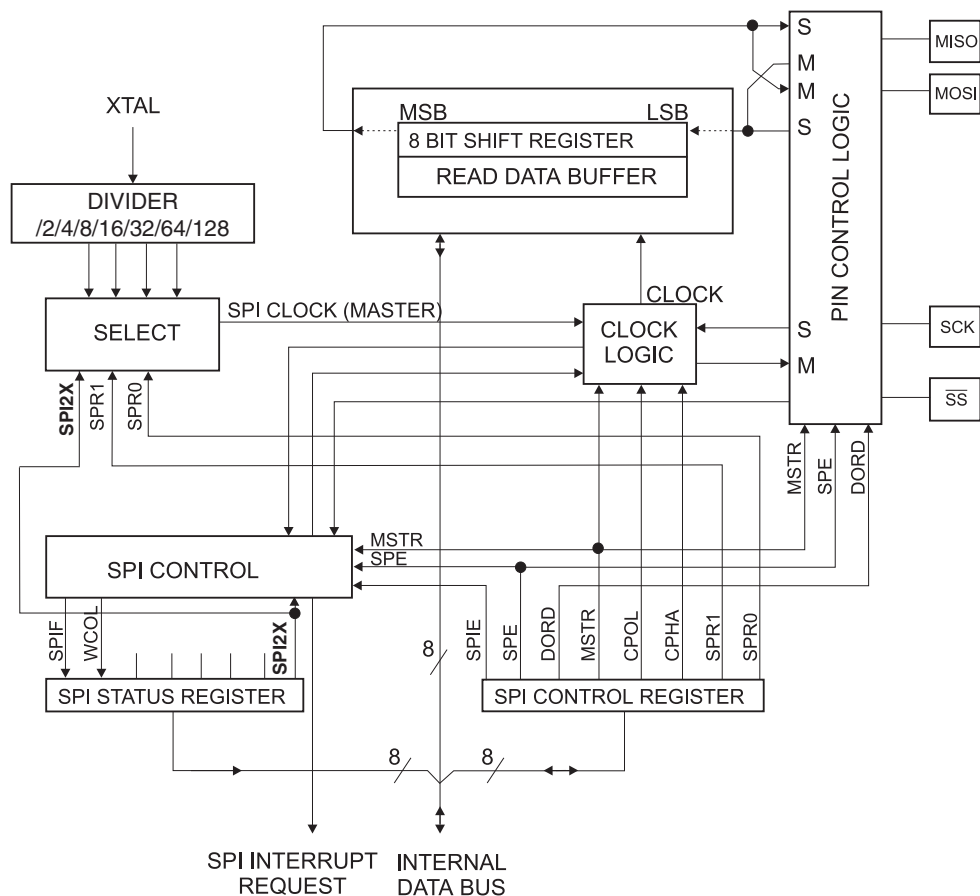 S
MISO
M
XTAL
M
MOSI
MSB
LSB
8 BIT SHIFT REGISTER
S
READ DATA BUFFER
PIN CONTROL LOGIC
DIVIDER
/2/4/8/16/32/64/128
SPI CLOCK (MASTER)
CLOCK
SELECT
CLOCK
LOGIC
S
SCK
M
SPI2X
SPR1
SPR0
SS
MSTR
SPE
DORD
MSTR
SPE
SPI CONTROL
SPIF
WCOL
SPI2X
8
SPIE
SPE
DORD
MSTR
CPOL
CPHA
SPR1
SPR0
SPI STATUS REGISTER
SPI CONTROL REGISTER
8
8
SPI INTERRUPT
REQUEST
INTERNAL
DATA BUS